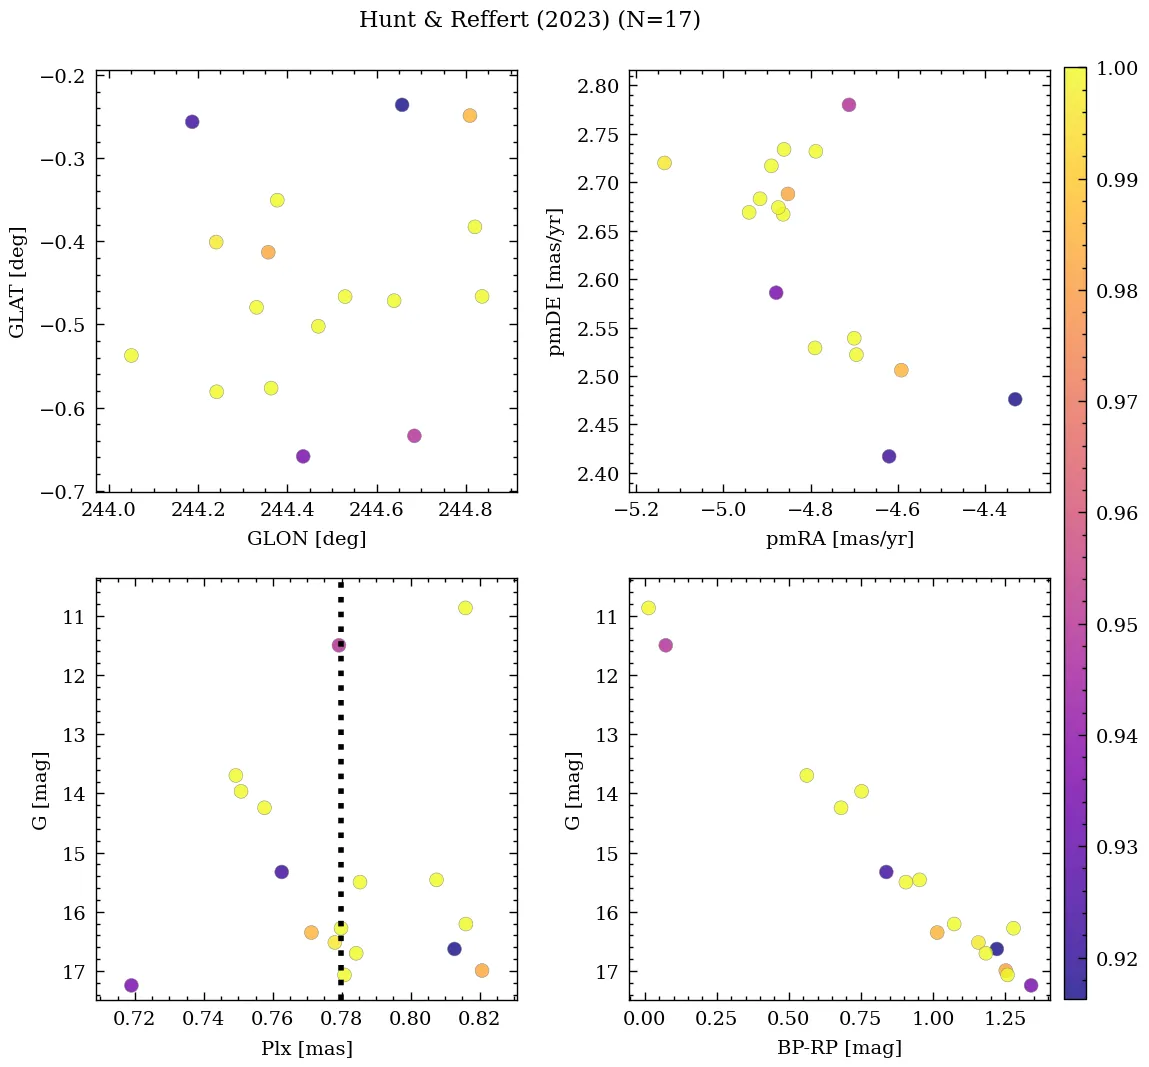 Hunt & Reffert (2023) (N=17)
−0.2
−0.3
−0.4
−0.5
−0.6
−0.7
GLAT [deg]
244.0 244.2 244.4 244.6 244.8
GLON [deg]
2.80
2.75
2.70
2.65
2.60
2.55
2.50
2.45
2.40
pmDE [mas/yr]
−5.2 −5.0 −4.8 −4.6 −4.4
pmRA [mas/yr]
11
12
13
14
15
16
17
G [mag]
0.72 0.74 0.76 0.78 0.80 0.82
Plx [mas]
11
12
13
14
15
16
17
G [mag]
0.00 0.25 0.50 0.75 1.00 1.25
BP-RP [mag]
1.00
0.99
0.98
0.97
0.96
0.95
0.94
0.93
0.92